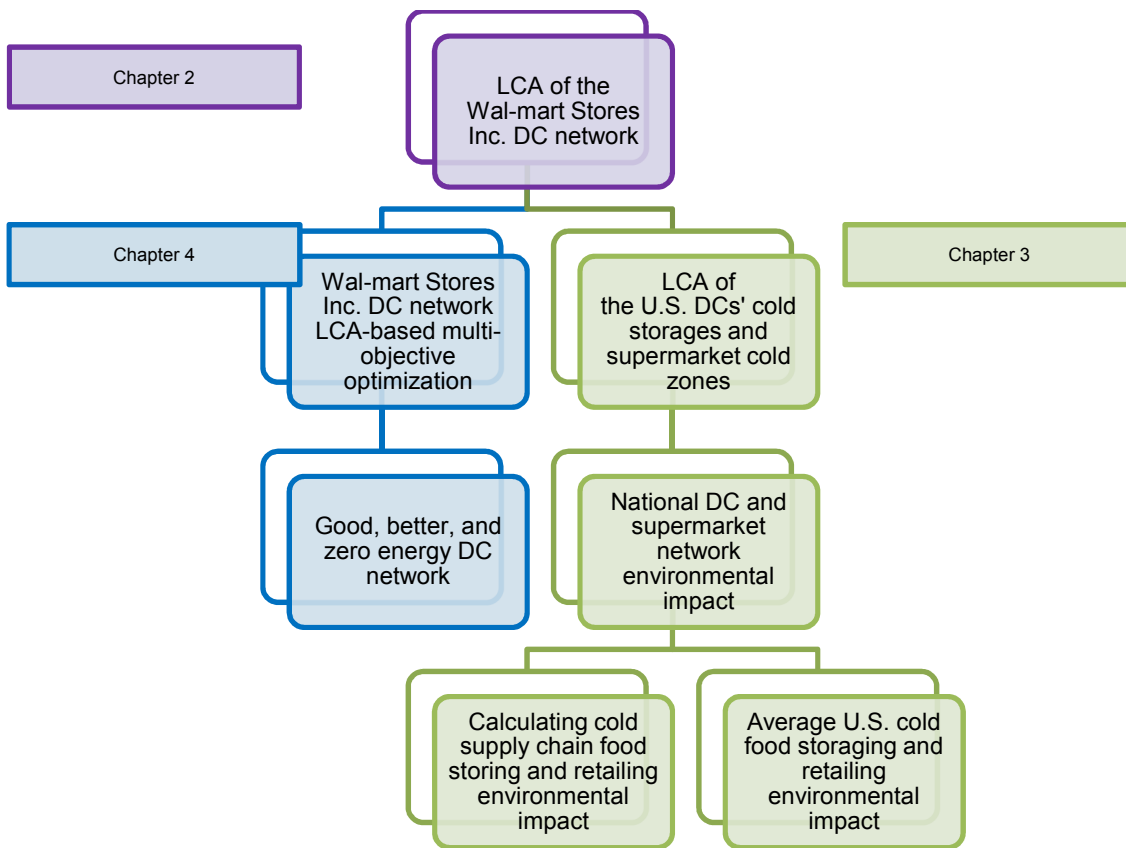 Chapter 2
LCA of the
Wal-mart Stores
Inc. DC network
Chapter 4
Wal-mart Stores
Inc. DC network
LCA-based multi-
objective
optimization
LCA of
the U.S. DCs' cold
storages and
supermarket cold
zones
Chapter 3
Good, better, and
zero energy DC
network
National DC and
supermarket
network
environmental
impact
Calculating cold
supply chain food
storing and retailing
environmental
impact
Average U.S. cold
food storaging and
retailing
environmental
impact